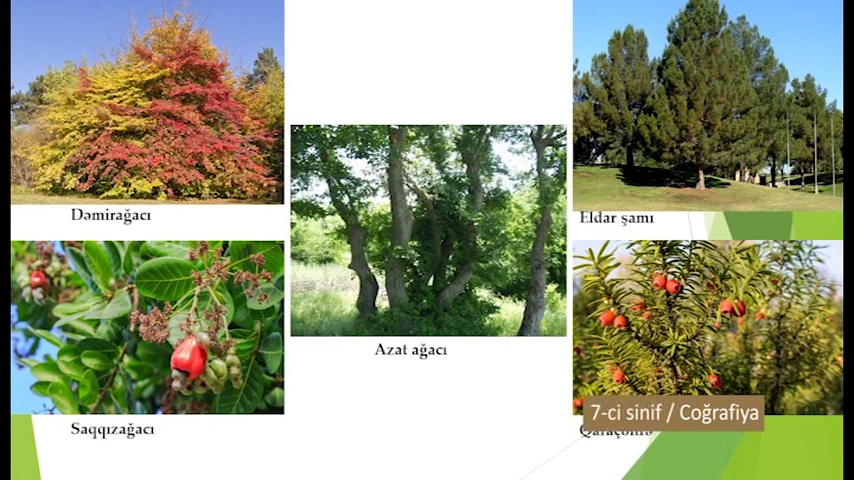 Dəmirağacı
Eldar şamı
Azat ağacı
Saqqızağacı
7-ci sinif / Coğrafiya